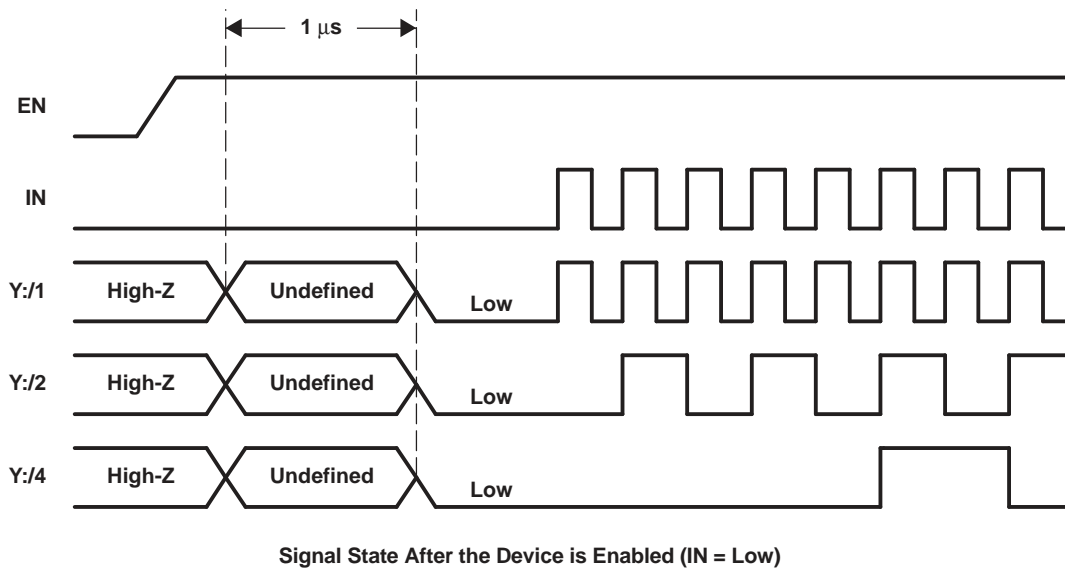 1 μs
EN
IN
Y:/1 High-Z Undefined Low
Y:/2 High-Z Undefined Low
Y:/4 High-Z Undefined Low
Signal State After the Device is Enabled (IN = Low)